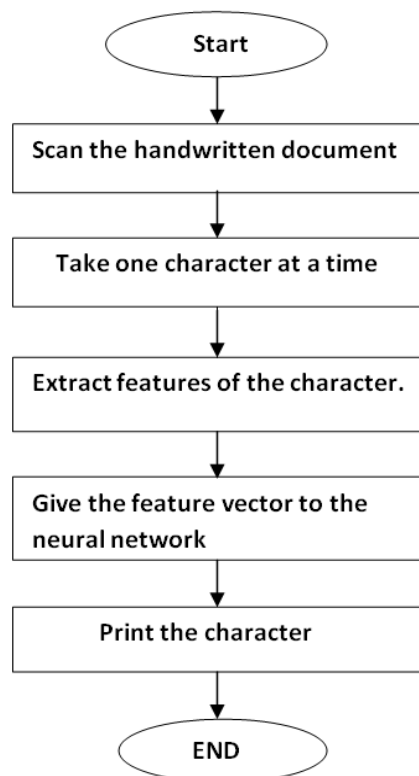 Start
Scan the handwritten document
Take one character at a time
Extract features of the character.
Give the feature vector to the
neural network
Print the character
END